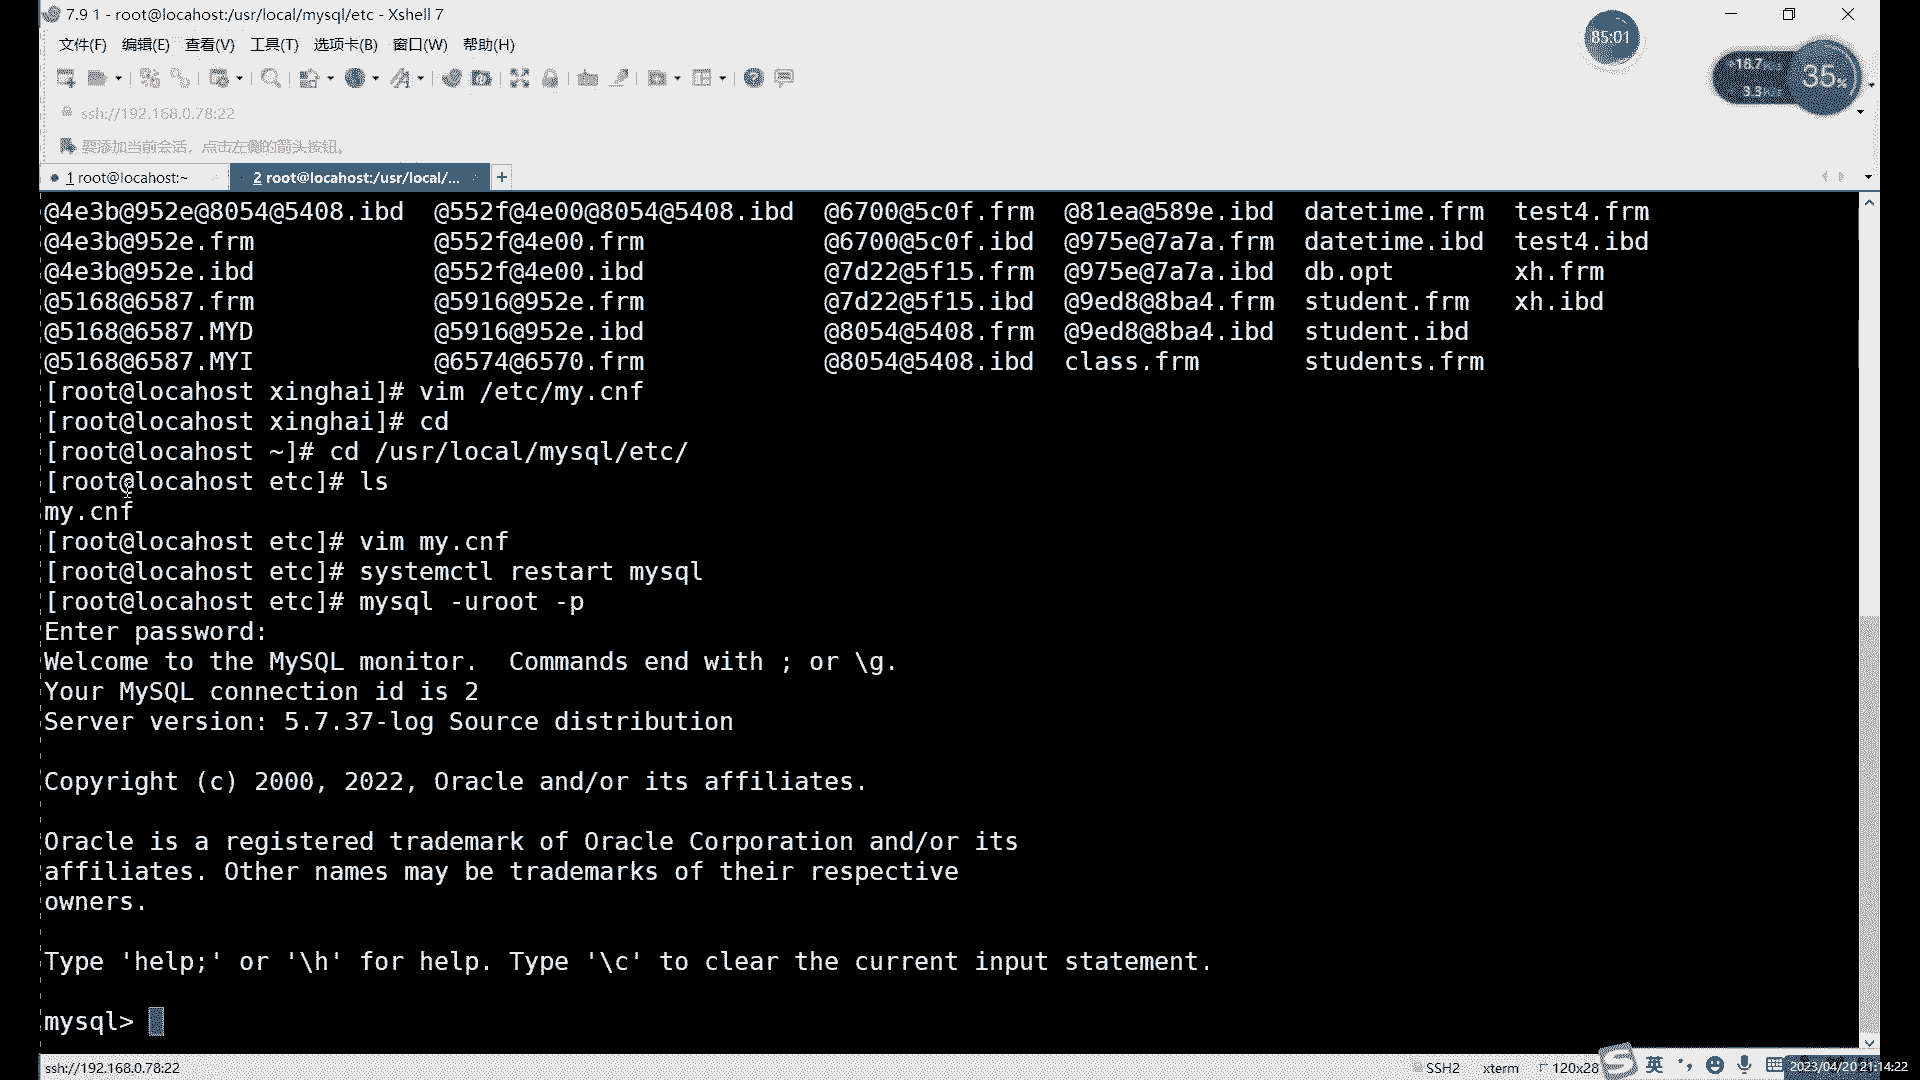 7.9 1 - root@locahost:/usr/local/mysql/etc - Xshell 7
文件(F) 编辑(E) 查看(V) 工具(T) 选项卡(B) 窗口(W) 帮助(H)
85:01
+18.7K/s
3.3K/s
35%
ssh://192.168.0.78:22
要添加当前会话，点击左侧的箭头按钮。
1 root@locahost:~ 2 root@locahost:/usr/local/... +
@4e3b@952e@8054@5408.ibd @552f@4e00@8054@5408.ibd @6700@5c0f.frm @81ea@589e.ibd datetime.frm test4.frm
@4e3b@952e.frm @552f@4e00.frm @6700@5c0f.ibd @975e@7a7a.frm datetime.ibd test4.ibd
@4e3b@952e.ibd @552f@4e00.ibd @7d22@5f15.frm @975e@7a7a.ibd db.opt xh.frm
@5168@6587.frm @5916@952e.frm @7d22@5f15.ibd @9ed8@8ba4.frm student.frm xh.ibd
@5168@6587.MYD @5916@952e.ibd @8054@5408.frm @9ed8@8ba4.ibd student.ibd
@5168@6587.MYI @6574@6570.frm @8054@5408.ibd class.frm students.frm
[root@locahost xinghai]# vim /etc/my.cnf
[root@locahost xinghai]# cd
[root@locahost ~]# cd /usr/local/mysql/etc/
[root@locahost etc]# ls
my.cnf
[root@locahost etc]# vim my.cnf
[root@locahost etc]# systemctl restart mysql
[root@locahost etc]# mysql -uroot -p
Enter password:
Welcome to the MySQL monitor.  Commands end with ; or \g.
Your MySQL connection id is 2
Server version: 5.7.37-log Source distribution
Copyright (c) 2000, 2022, Oracle and/or its affiliates.
Oracle is a registered trademark of Oracle Corporation and/or its
affiliates. Other names may be trademarks of their respective
owners.
Type 'help;' or '\h' for help. Type '\c' to clear the current input statement.
mysql>
ssh://192.168.0.78:22 SSH2 xterm 120x28 英 2023/04/20 21:14:22